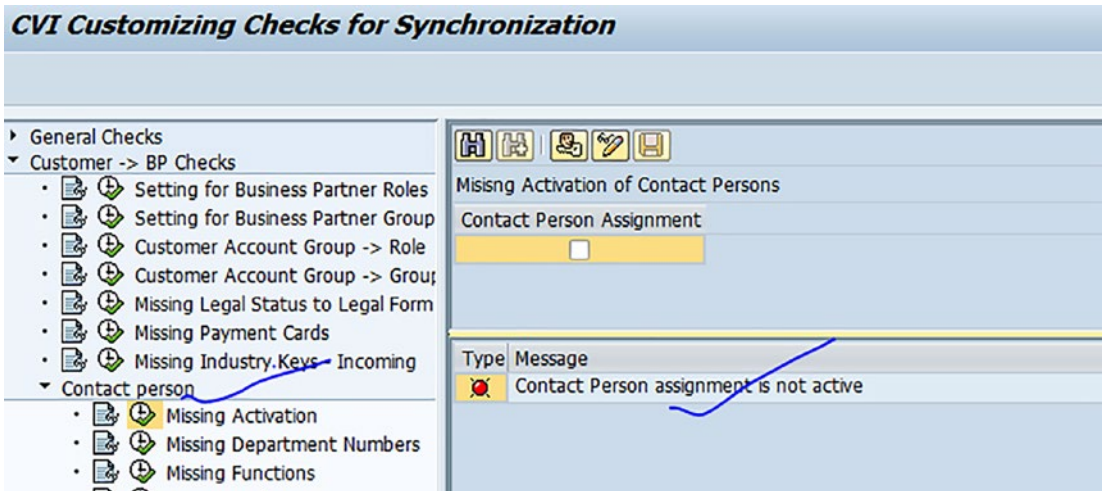 CVI Customizing Checks for Synchronization
General Checks
Customer -> BP Checks
Setting for Business Partner Roles
Setting for Business Partner Group
Customer Account Group -> Role
Customer Account Group -> Group
Missing Legal Status to Legal Form
Missing Payment Cards
Missing Industry.Keys - Incoming
Contact person
Missing Activation
Missing Department Numbers
Missing Functions
Misisng Activation of Contact Persons
Contact Person Assignment
Type Message
Contact Person assignment is not active